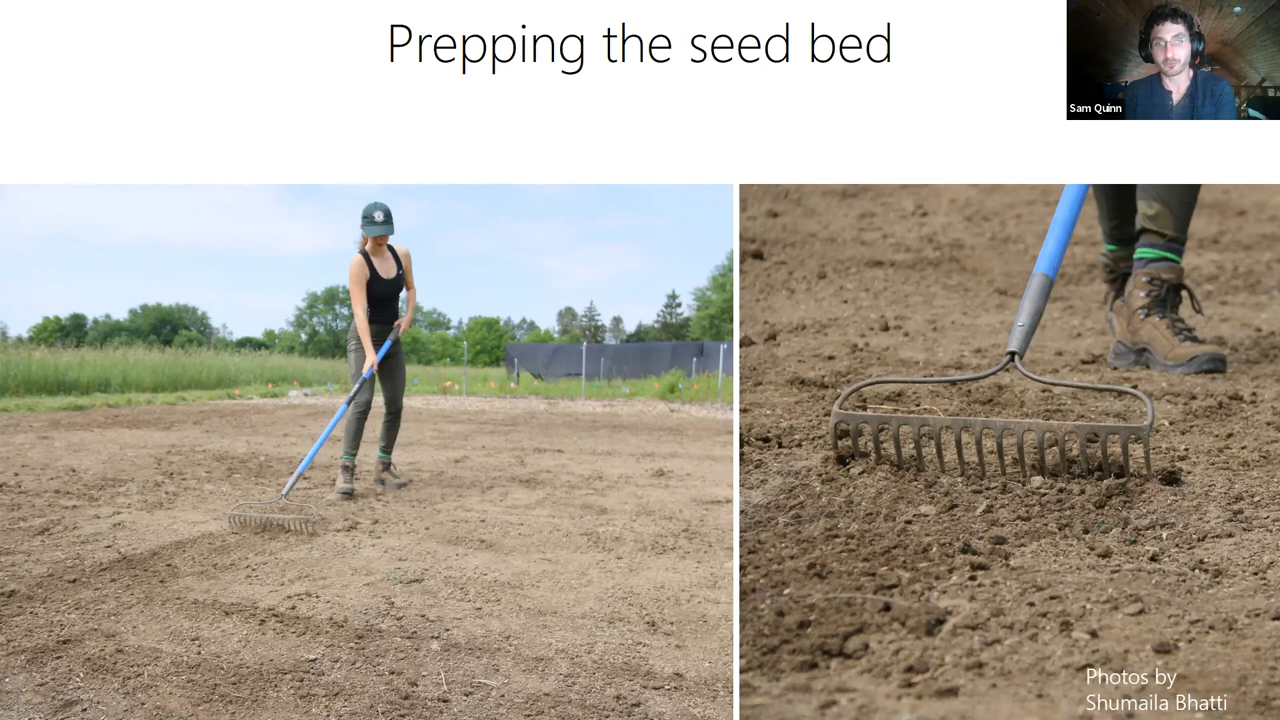 Prepping the seed bed
Sam Quinn
Photos by
Shumaila Bhatti